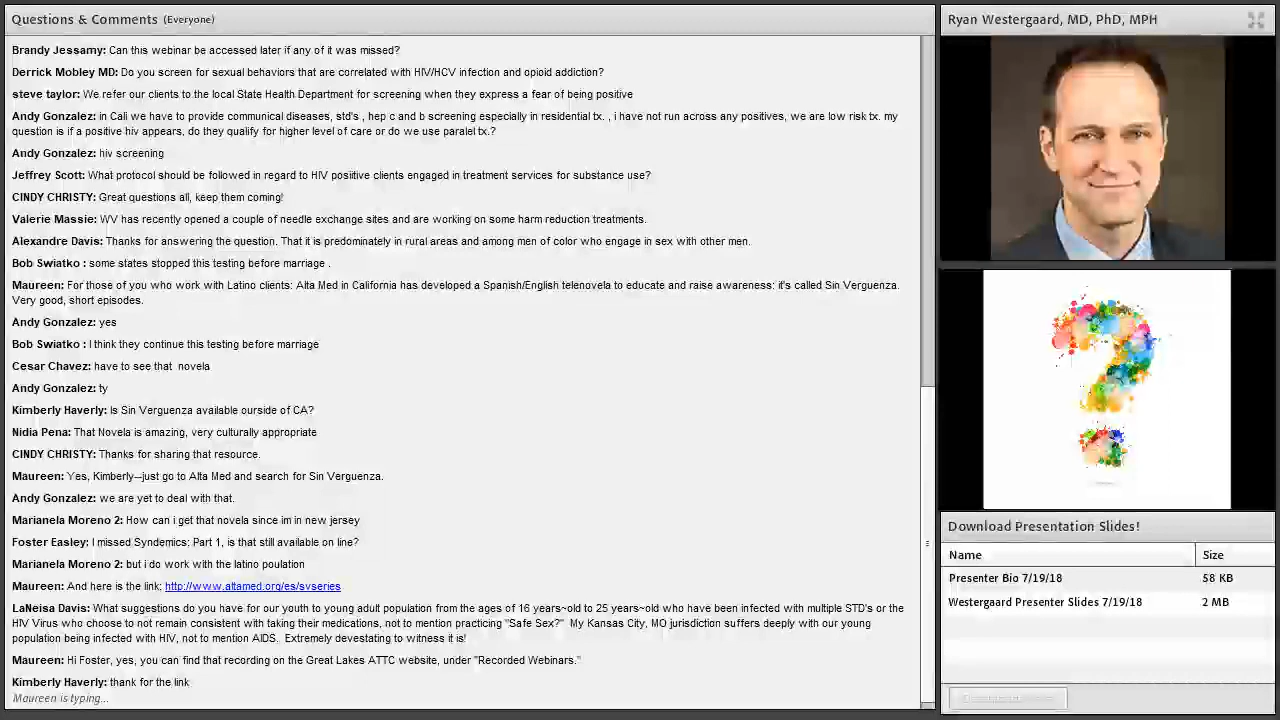 Questions & Comments (Everyone)
Brandy Jessamy: Can this webinar be accessed later if any of it was missed?
Derrick Mobley MD: Do you screen for sexual behaviors that are correlated with HIV/HCV infection and opioid addiction?
steve taylor: We refer our clients to the local State Health Department for screening when they express a fear of being positive
Andy Gonzalez: in Cali we have to provide communical diseases, std's , hep c and b screening especially in residential tx. , i have not run across any positives, we are low risk tx. my
question is if a positive hiv appears, do they qualify for higher level of care or do we use paralel tx.?
Andy Gonzalez: hiv screening
Jeffrey Scott: What protocol should be followed in regard to HIV posiitive clients engaged in treatment services for substance use?
CINDY CHRISTY: Great questions all, keep them coming!
Valerie Massie: WV has recently opened a couple of needle exchange sites and are working on some harm reduction treatments.
Alexandre Davis: Thanks for answering the question. That it is predominately in rural areas and among men of color who engage in sex with other men.
Bob Swiatko : some states stopped this testing before marriage .
Maureen: For those of you who work with Latino clients: Alta Med in California has developed a Spanish/English telenovela to educate and raise awareness: it's called Sin Verguenza.
Very good, short episodes.
Andy Gonzalez: yes
Bob Swiatko : I think they continue this testing before marriage
Cesar Chavez: have to see that novela
Andy Gonzalez: ty
Kimberly Haverly: Is Sin Verguenza available ourside of CA?
Nidia Pena: That Novela is amazing, very culturally appropriate
CINDY CHRISTY: Thanks for sharing that resource.
Maureen: Yes, Kimberly--just go to Alta Med and search for Sin Verguenza.
Andy Gonzalez: we are yet to deal with that.
Marianela Moreno 2: How can i get that novela since im in new jersey
Foster Easley: I missed Syndemics: Part 1, is that still available on line?
Marianela Moreno 2: but i do work with the latino poulation
Maureen: And here is the link: http://www.altamed.org/es/svseries
LaNeisa Davis: What suggestions do you have for our youth to young adult population from the ages of 16 years~old to 25 years~old who have been infected with multiple STD's or the
HIV Virus who choose to not remain consistent with taking their medications, not to mention practicing "Safe Sex?" My Kansas City, MO jurisdiction suffers deeply with our young
population being infected with HIV, not to mention AIDS. Extremely devestating to witness it is!
Maureen: Hi Foster, yes, you can find that recording on the Great Lakes ATTC website, under "Recorded Webinars."
Kimberly Haverly: thank for the link
Maureen is typing...
Ryan Westergaard, MD, PhD, MPH
?
Download Presentation Slides!
Name Size
Presenter Bio 7/19/18 58 KB
Westergaard Presenter Slides 7/19/18 2 MB